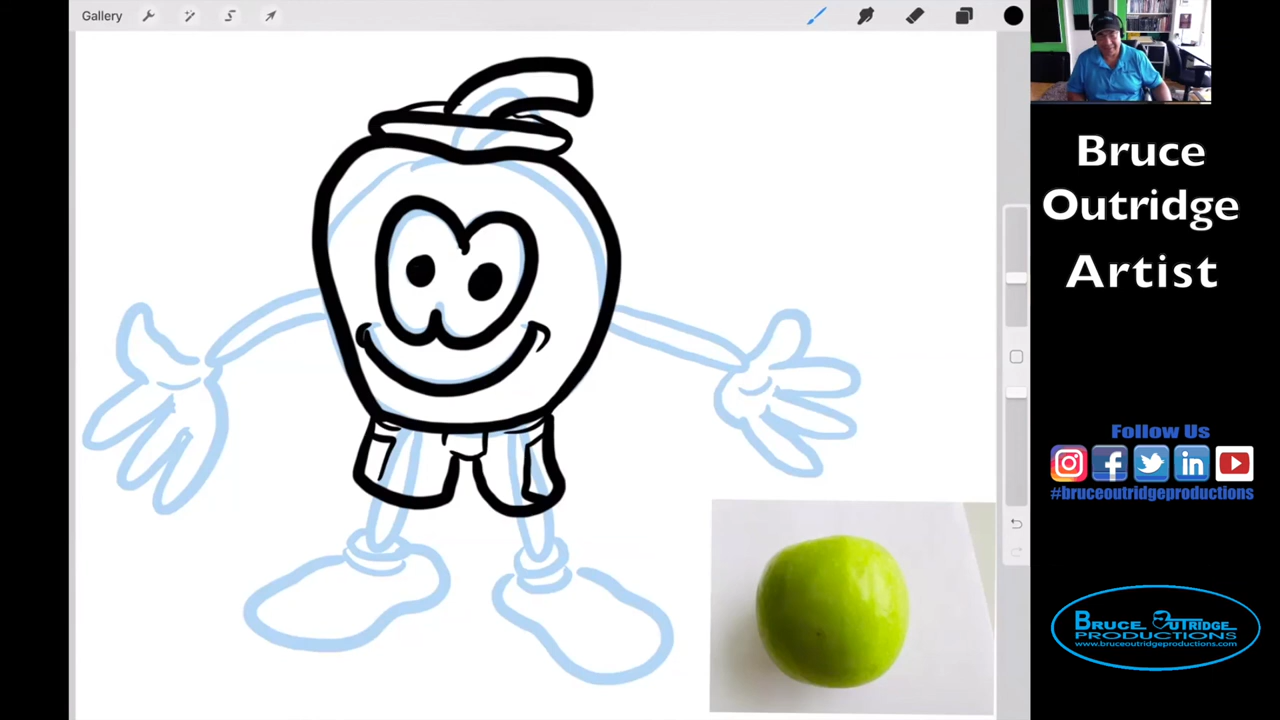 Gallery
Bruce
Outridge
Artist
Follow Us
#bruceoutridgeproductions
BRUCE OUTRIDGE
PRODUCTIONS
www.bruceoutridgeproductions.com